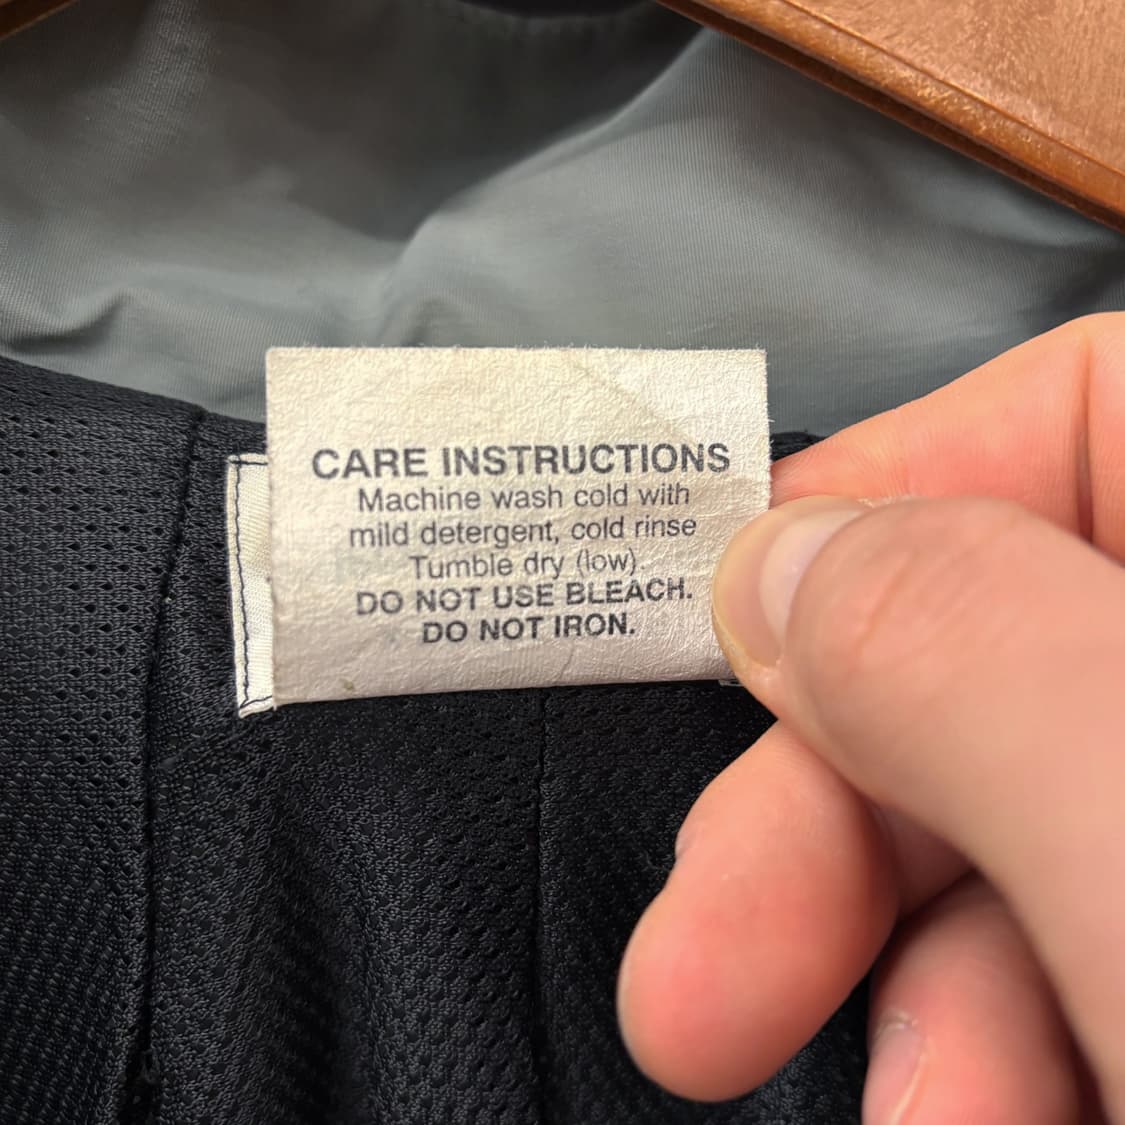 CARE INSTRUCTIONS
Machine wash cold with
mild detergent, cold rinse
Tumble dry (low).
DO NOT USE BLEACH.
DO NOT IRON.